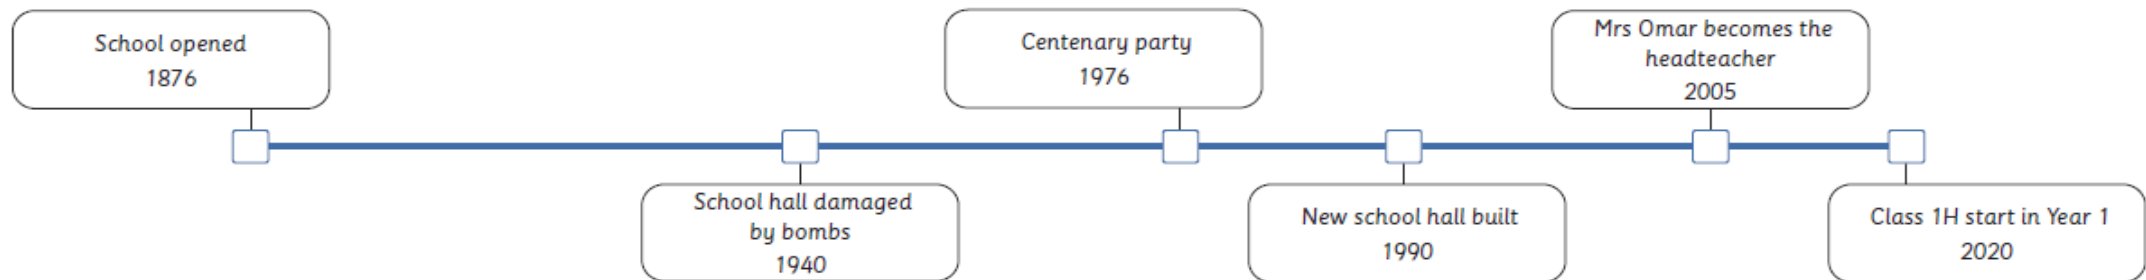 School opened
1876
School hall damaged
by bombs
1940
Centenary party
1976
New school hall built
1990
Mrs Omar becomes the
headteacher
2005
Class 1H start in Year 1
2020